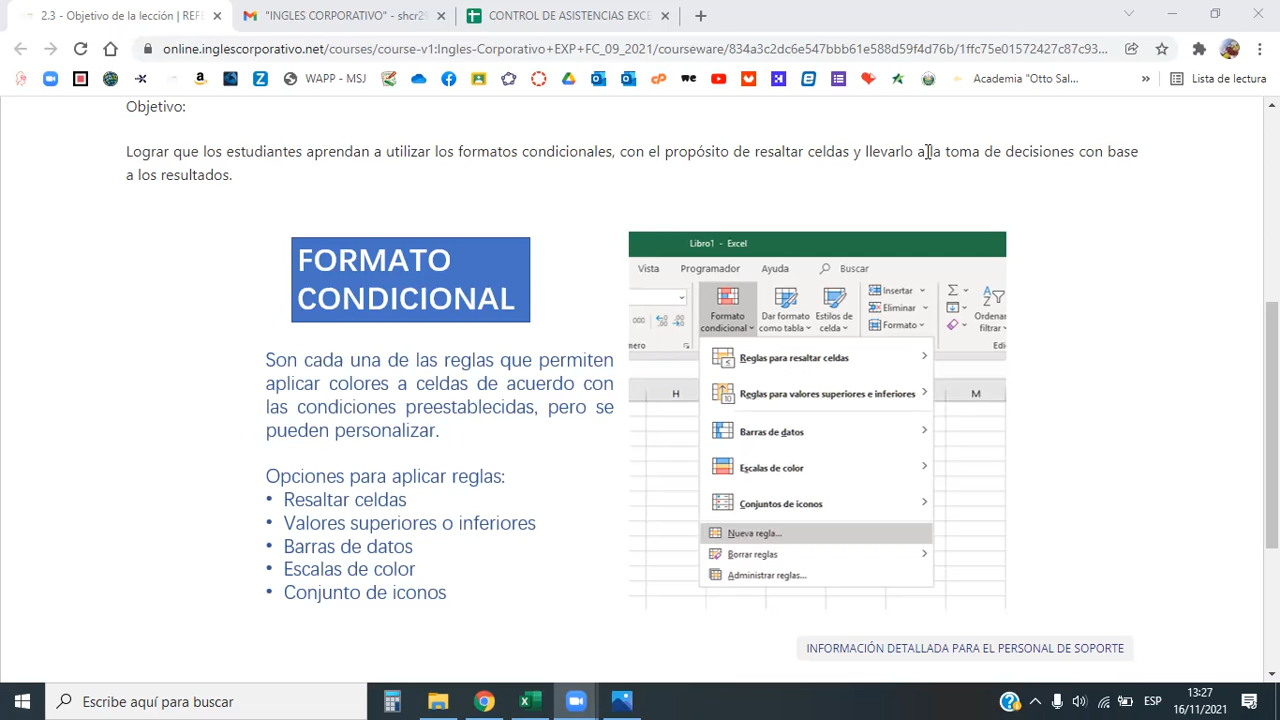 2.3 - Objetivo de la lección | REFE
"INGLES CORPORATIVO" - shcr25
CONTROL DE ASISTENCIAS EXCE
online.inglescorporativo.net/courses/course-v1:Ingles-Corporativo+EXP+FC_09_2021/courseware/834a3c2dc6e547bbb61e588d59f4d76b/1ffc75e01572427c87c93...
WAPP - MSJ
Academia "Otto Sal...
»
Lista de lectura
Objetivo:
Lograr que los estudiantes aprendan a utilizar los formatos condicionales, con el propósito de resaltar celdas y llevarlo a la toma de decisiones con base
a los resultados.
FORMATO
CONDICIONAL
Son cada una de las reglas que permiten
aplicar colores a celdas de acuerdo con
las condiciones preestablecidas, pero se
pueden personalizar.
Opciones para aplicar reglas:
• Resaltar celdas
• Valores superiores o inferiores
• Barras de datos
• Escalas de color
• Conjunto de iconos
Libro1 - Excel
Vista Programador Ayuda Buscar
Formato condicional
Dar formato como tabla
Estilos de celda
Insertar
Eliminar
Formato
Ordenar
filtrar
000
mero
Edi
H M
Reglas para resaltar celdas
Reglas para valores superiores e inferiores
Barras de datos
Escalas de color
Conjuntos de iconos
Nueva regla...
Borrar reglas
Administrar reglas...
INFORMACIÓN DETALLADA PARA EL PERSONAL DE SOPORTE
Escribe aquí para buscar
ESP
13:27
16/11/2021